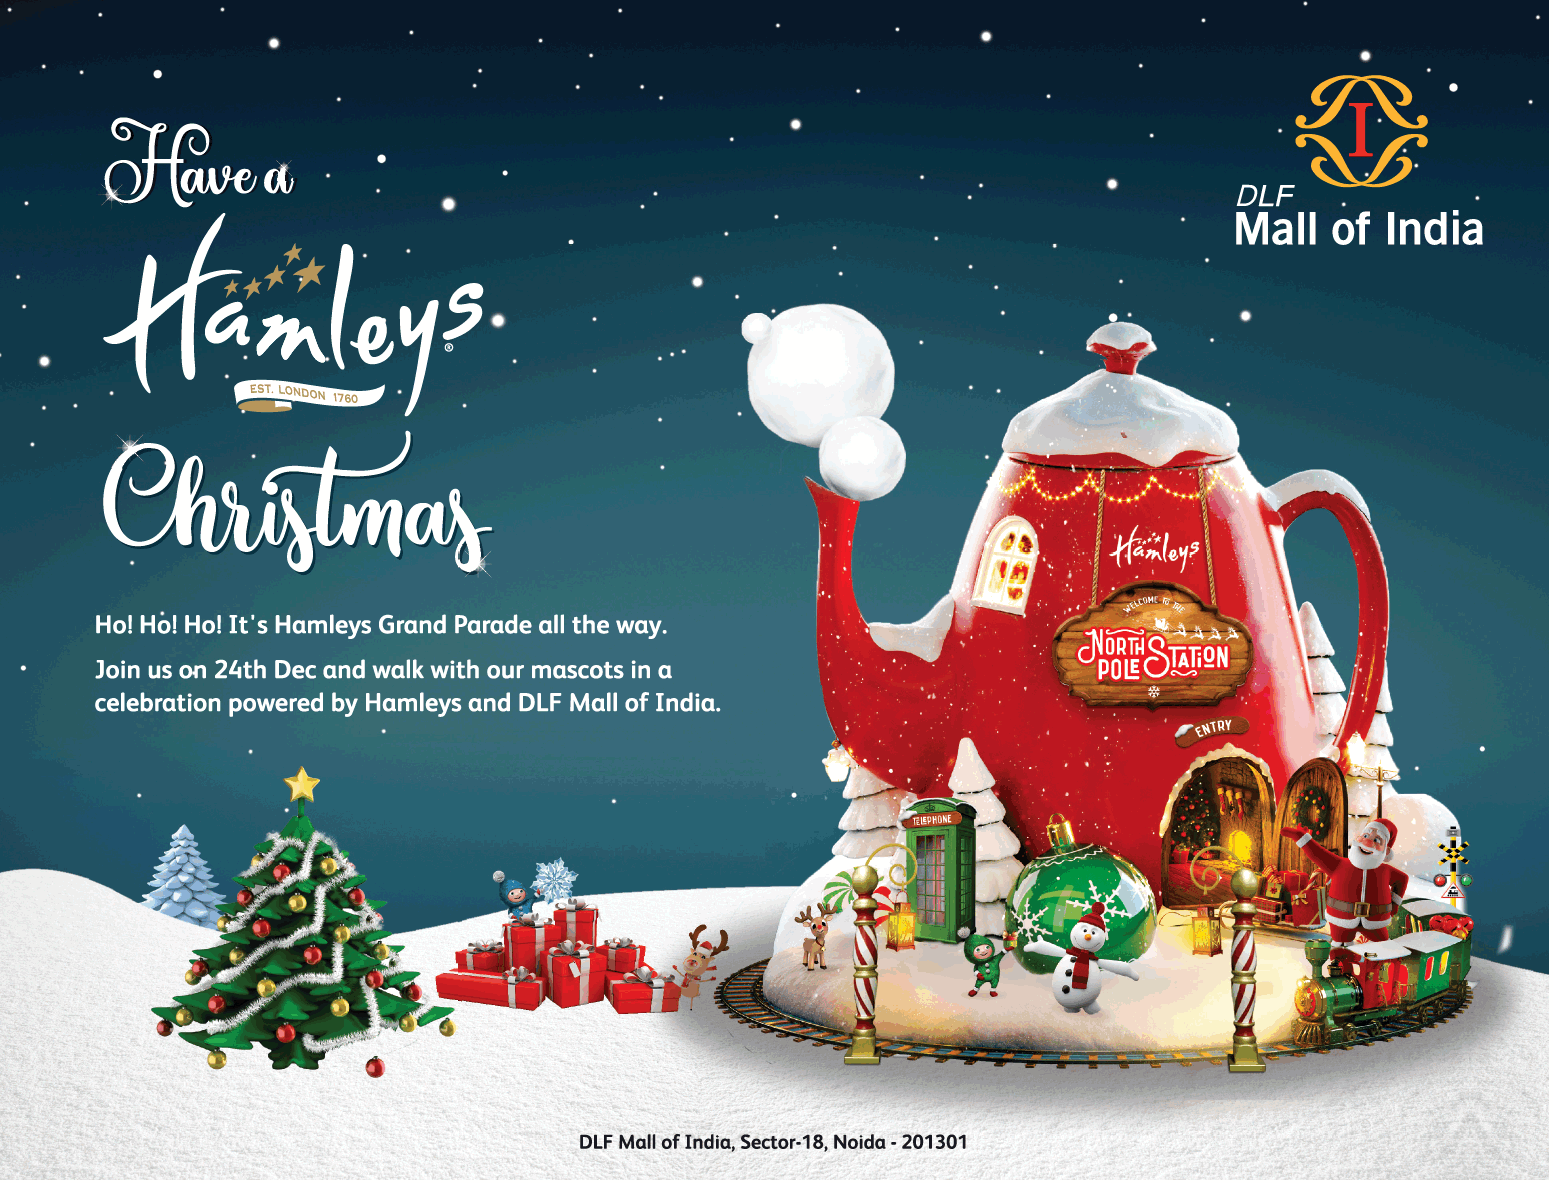 Have a
Hamleys®
EST. LONDON 1760
Christmas
Ho! Ho! Ho! It's Hamleys Grand Parade all the way.
Join us on 24th Dec and walk with our mascots in a
celebration powered by Hamleys and DLF Mall of India.
I
DLF
Mall of India
Hamleys
WELCOME TO THE
NORTH
POLE STATION
ENTRY
TELEPHONE
DLF Mall of India, Sector-18, Noida - 201301